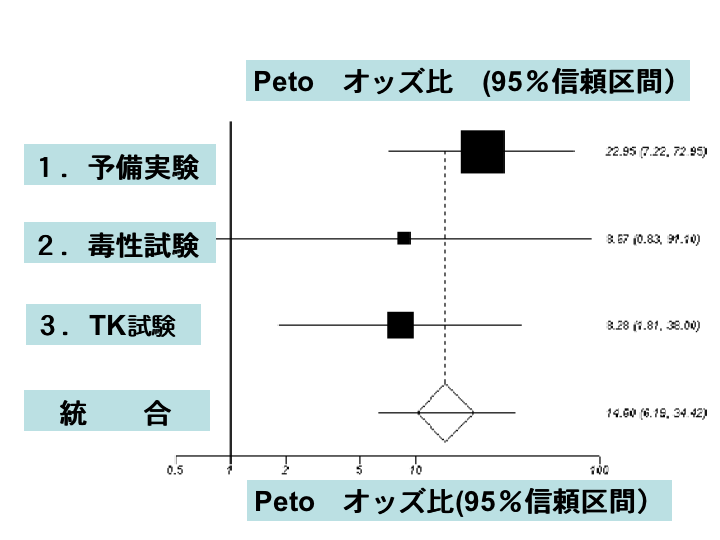 Peto　オッズ比　(95％信頼区間）
１．予備実験
22.95 (7.22, 72.95)
２．毒性試験
8.67 (0.83, 91.10)
３．TK試験
8.28 (1.81, 38.00)
統　　合
14.60 (6.19, 34.42)
0.5 1 2 5 10 100
Peto　オッズ比(95％信頼区間）